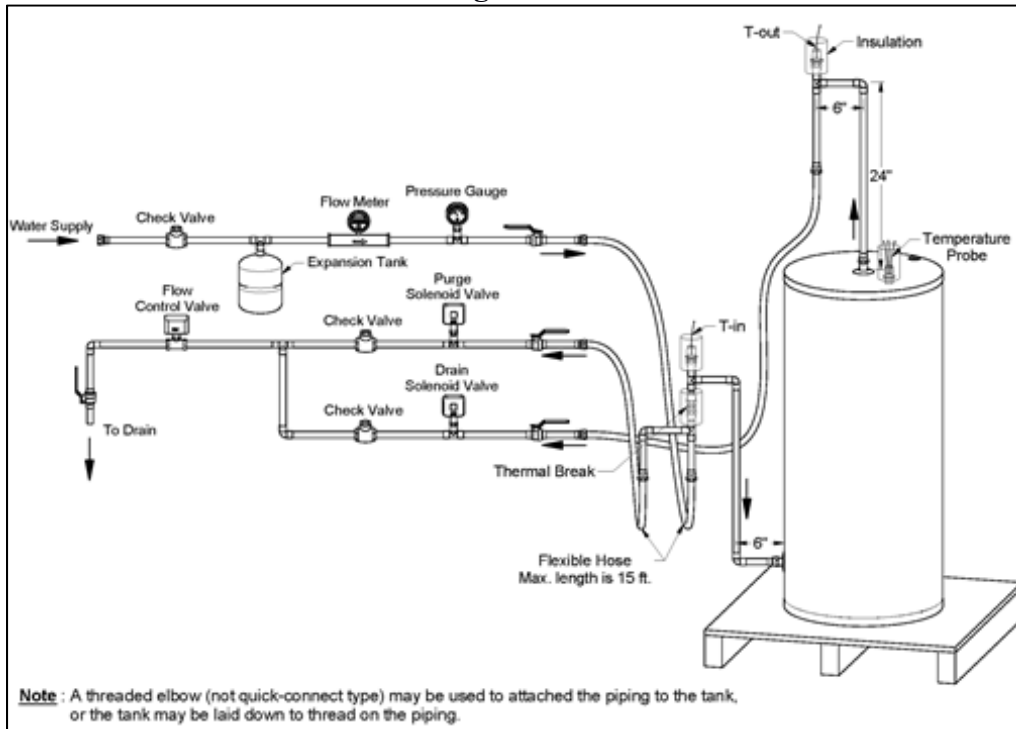 T-out
Insulation
6"
24"
Pressure Gauge
Flow Meter
Check Valve
Water Supply
Expansion Tank
Temperature
Probe
Purge
Solenoid Valve
Flow
Control Valve
Check Valve
T-in
Drain
Solenoid Valve
Check Valve
To Drain
Thermal Break
6"
Flexible Hose
Max. length is 15 ft.
Note : A threaded elbow (not quick-connect type) may be used to attached the piping to the tank,
or the tank may be laid down to thread on the piping.